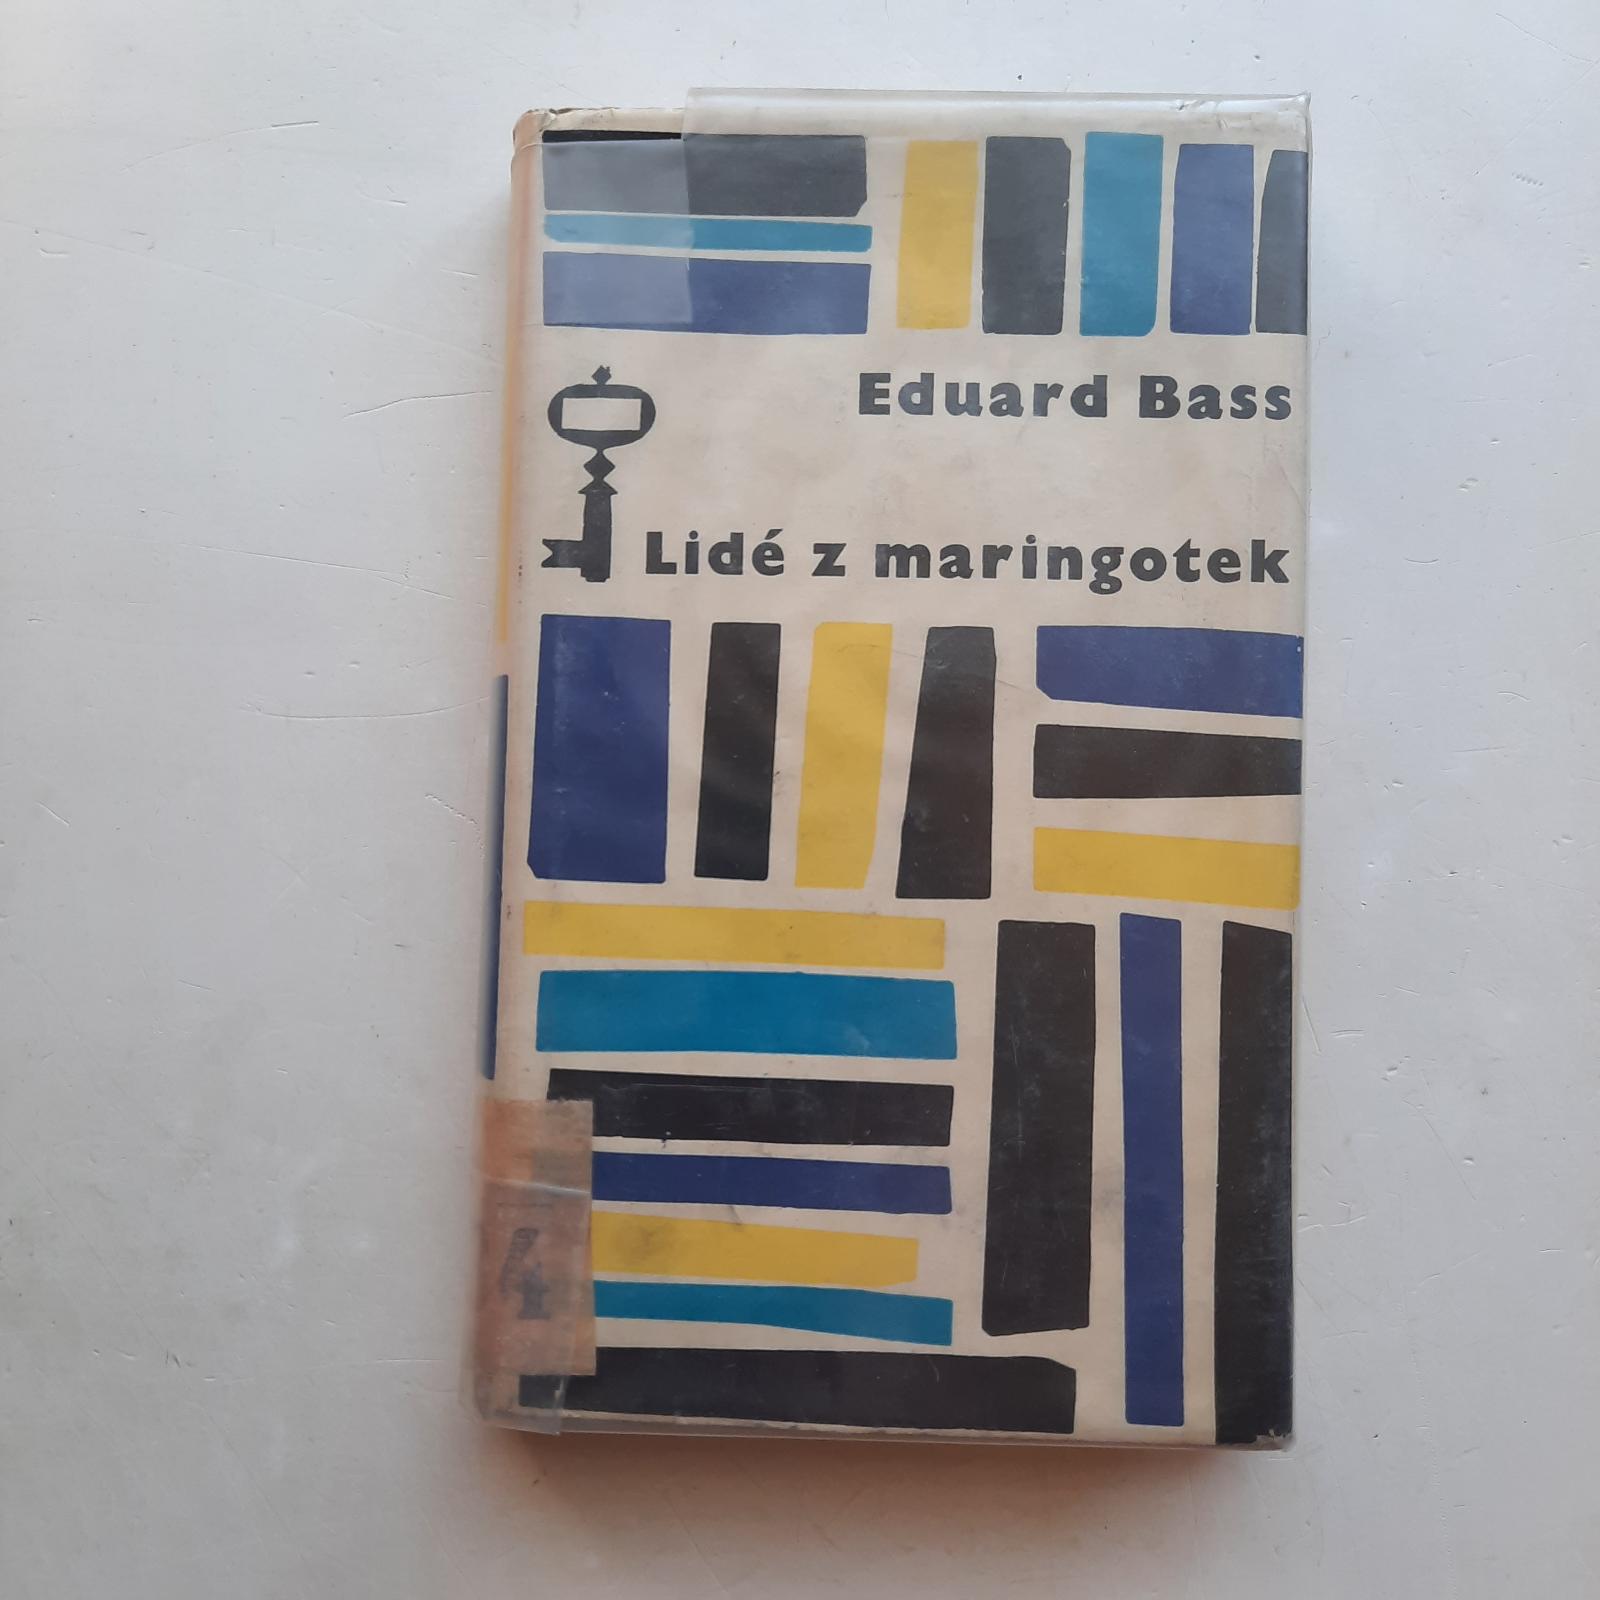 Eduard Bass
Lidé z maringotek
4